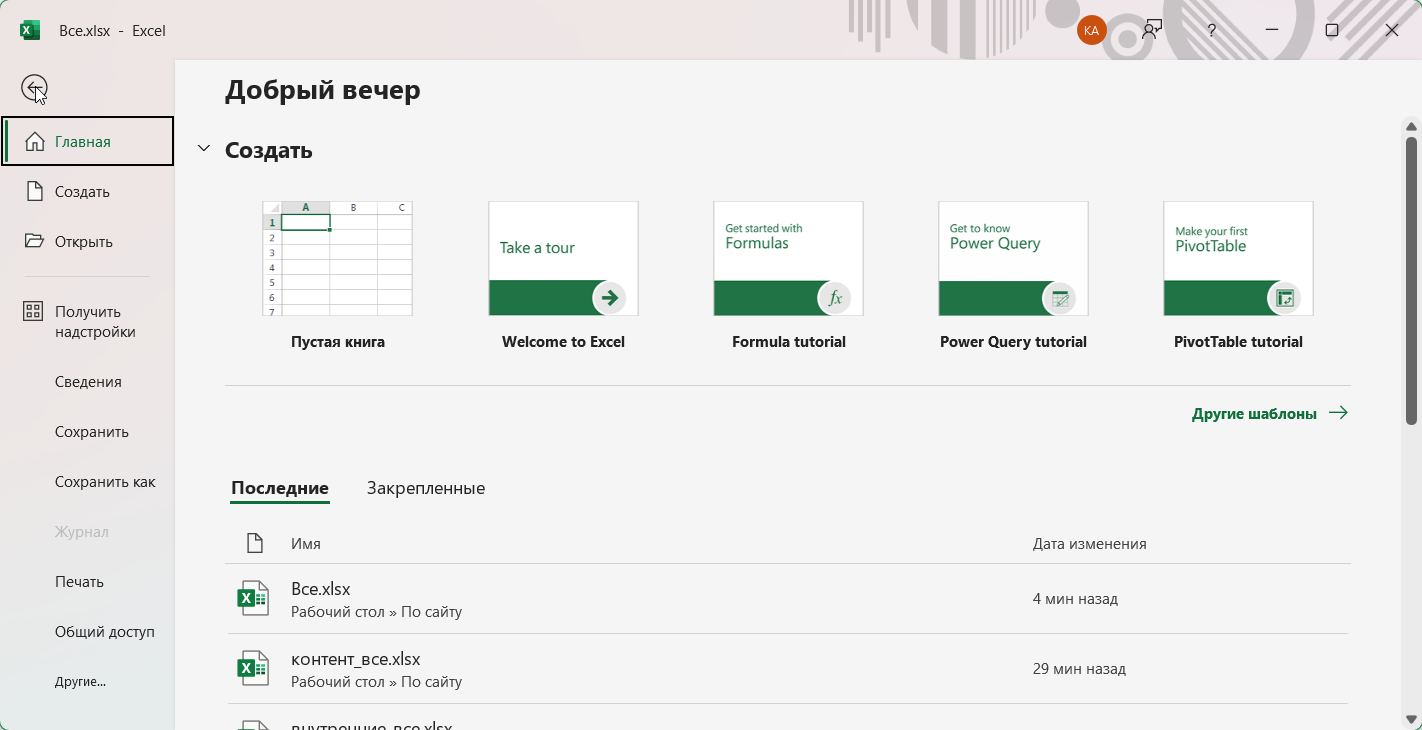 Все.xlsx - Excel
КА
?
Главная
Создать
Открыть
Получить
надстройки
Сведения
Сохранить
Сохранить как
Журнал
Печать
Общий доступ
Другие...
Добрый вечер
Создать
A B C
1
2
3
4
5
6
7
Пустая книга
Take a tour
Welcome to Excel
Get started with
Formulas
fx
Formula tutorial
Get to know
Power Query
Power Query tutorial
Make your first
PivotTable
PivotTable tutorial
Другие шаблоны
Последние Закрепленные
Имя Дата изменения
Все.xlsx
Рабочий стол » По сайту
4 мин назад
контент_все.xlsx
Рабочий стол » По сайту
29 мин назад
внутренние_все.xlsx